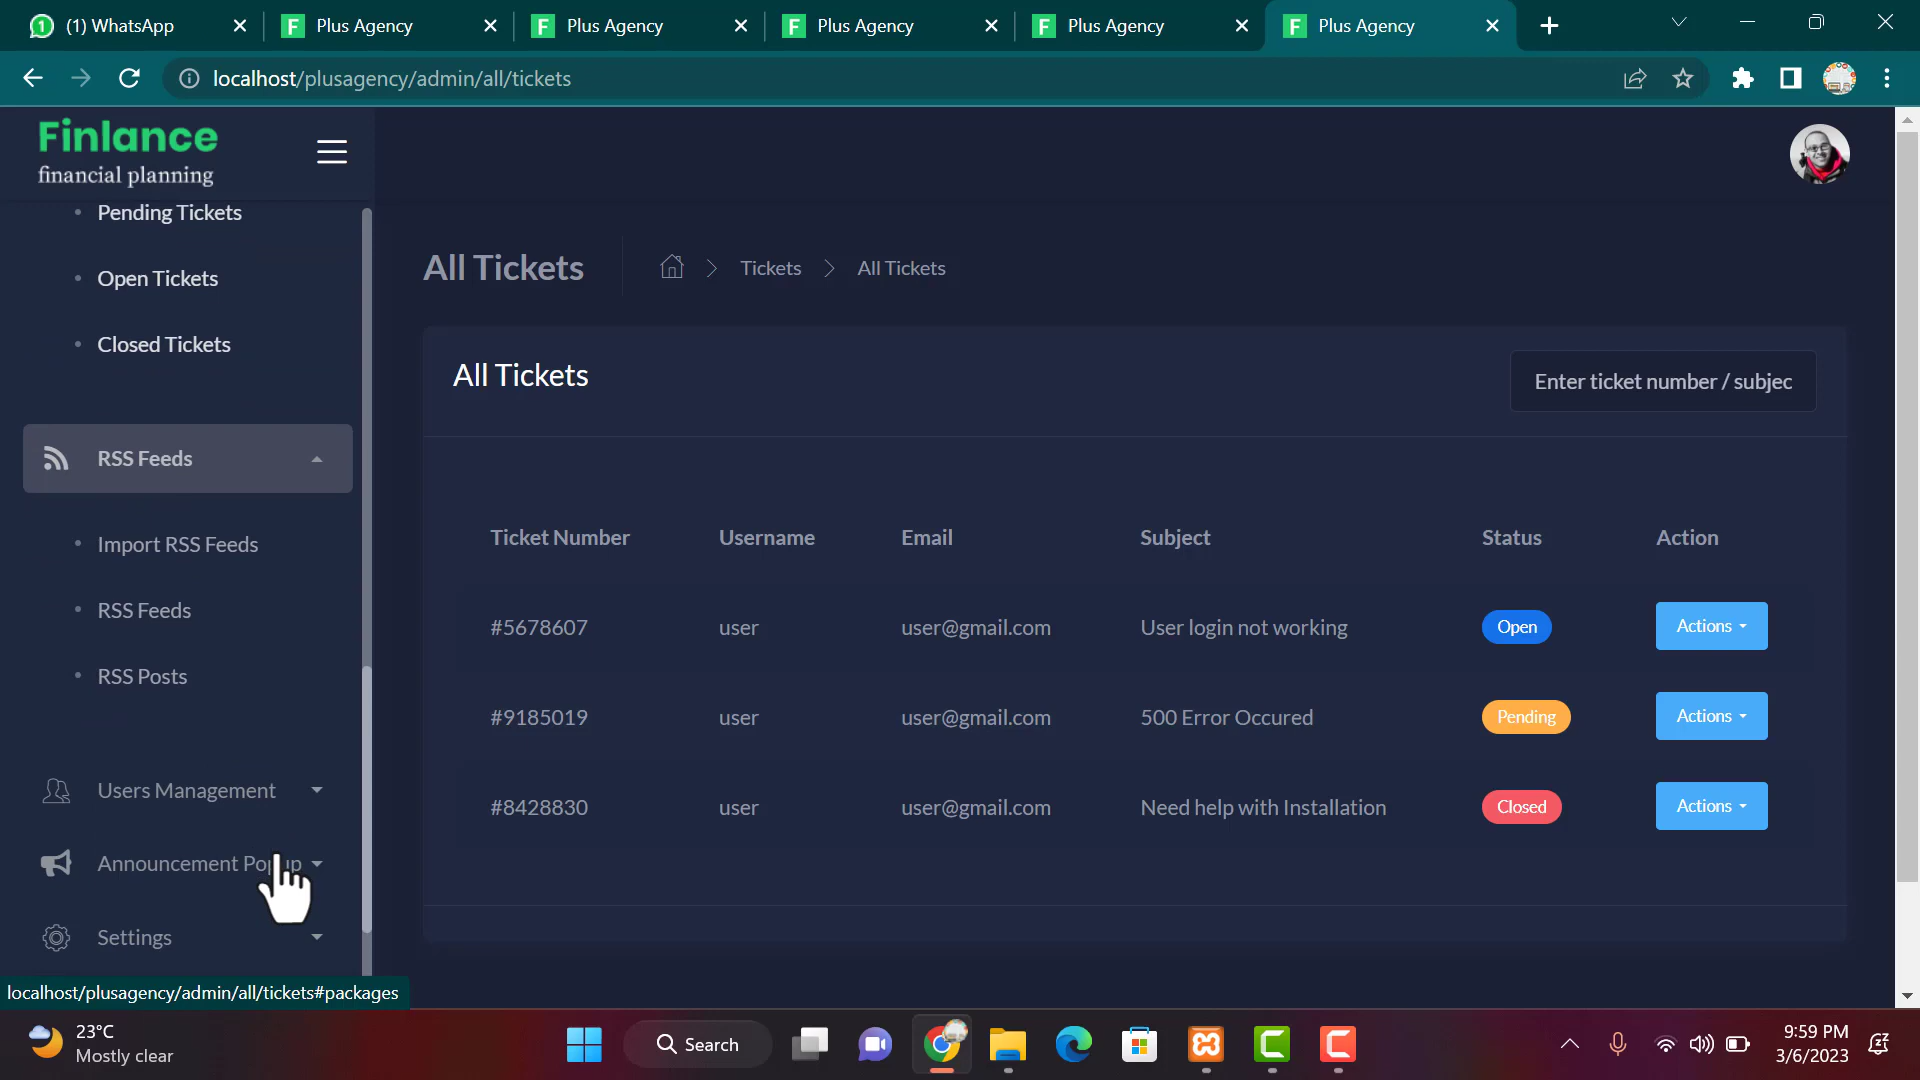 (1) WhatsApp
Plus Agency
Plus Agency
Plus Agency
Plus Agency
Plus Agency
localhost/plusagency/admin/all/tickets
Finlance
financial planning
Pending Tickets
Open Tickets
Closed Tickets
RSS Feeds
Import RSS Feeds
RSS Feeds
RSS Posts
Users Management
Announcement Popup
Settings
localhost/plusagency/admin/all/tickets#packages
All Tickets
Tickets
All Tickets
All Tickets
Enter ticket number / subjec
Ticket Number Username Email Subject Status Action
#5678607 user user@gmail.com User login not working Open Actions
#9185019 user user@gmail.com 500 Error Occured Pending Actions
#8428830 user user@gmail.com Need help with Installation Closed Actions
23°C
Mostly clear
Search
9:59 PM
3/6/2023